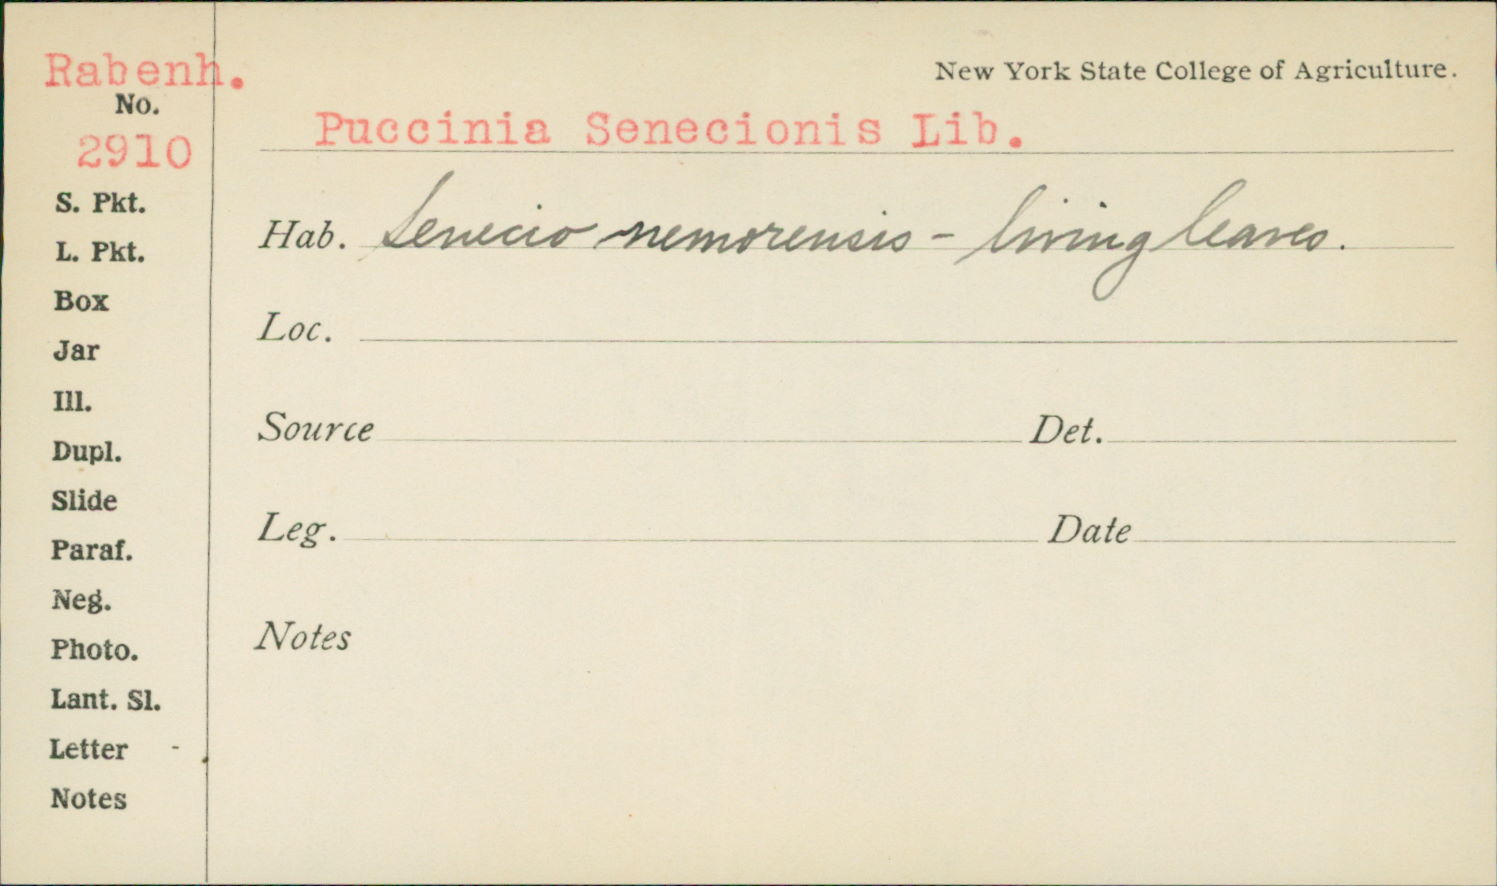 Rabenh.
No.
2910
S. Pkt.
L. Pkt.
Box
Jar
Ill.
Dupl.
Slide
Paraf.
Neg.
Photo.
Lant. Sl.
Letter -
Notes
New York State College of Agriculture.
Puccinia Senecionis Lib.
Hab. Senecio nemorensis - living leaves.
Loc.
Source Det.
Leg. Date
Notes